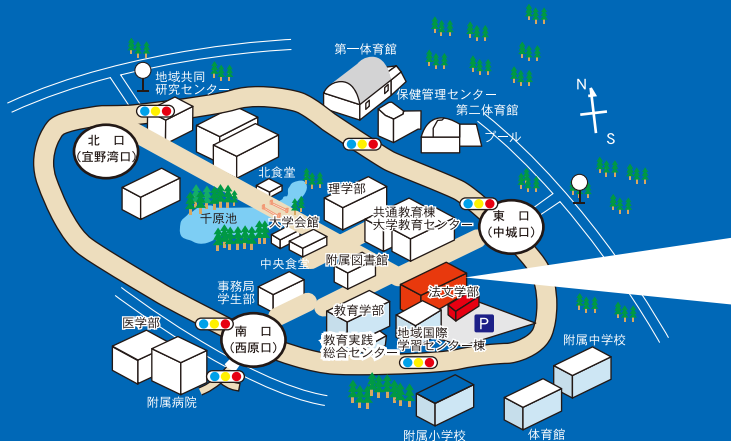 第一体育館
地域共同
研究センター
保健管理センター
第二体育館
プール
N
S
北 口
(宜野湾口)
北食堂
理学部
千原池
大学会館
共通教育棟
大学教育センター
東 口
(中城口)
中央食堂
附属図書館
事務局
学生部
法文学部
教育学部
医学部
南 口
(西原口)
教育実践
総合センター
地域国際
学習センター棟
P
附属中学校
附属病院
附属小学校
体育館